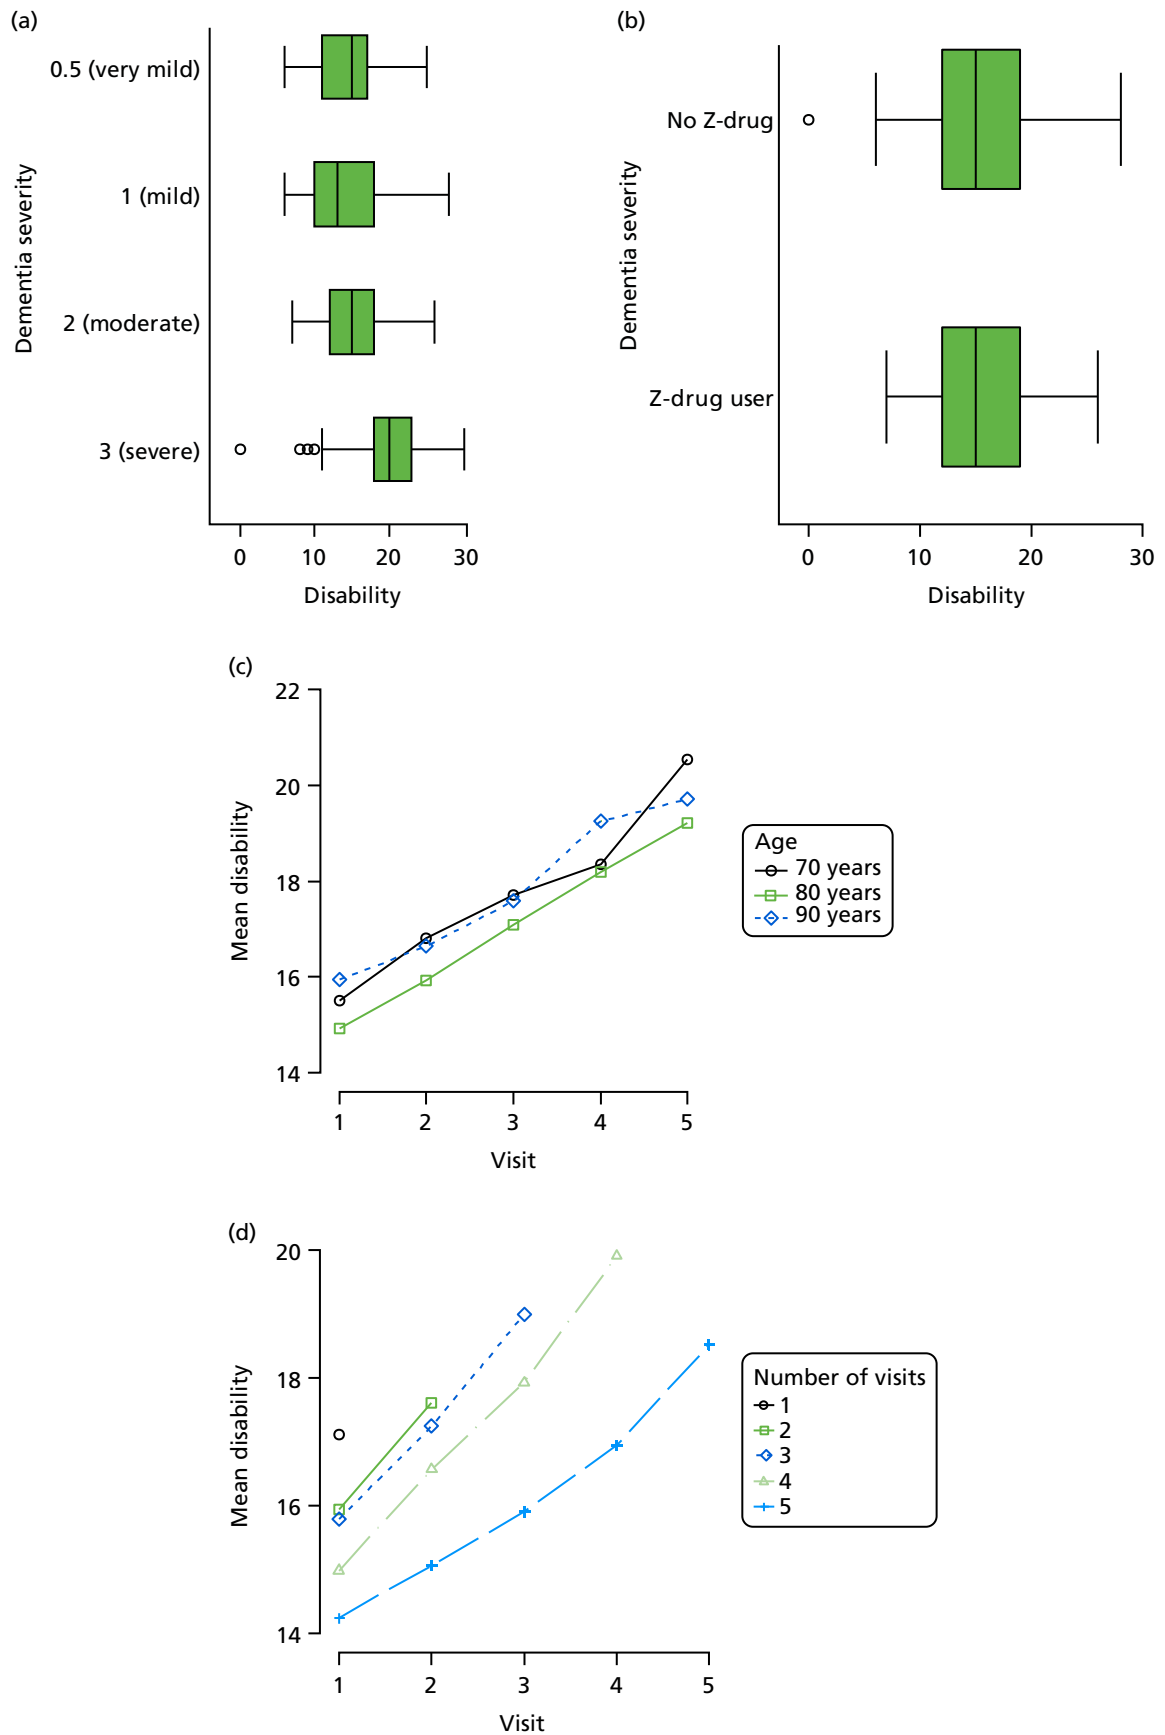 (a)
Dementia severity
0.5 (very mild)
1 (mild)
2 (moderate)
3 (severe)
0 10 20 30
Disability
(b)
Dementia severity
No Z-drug
Z-drug user
0 10 20 30
Disability
(c)
Mean disability
22
20
18
16
14
1 2 3 4 5
Visit
Age
70 years
80 years
90 years
(d)
Mean disability
20
18
16
14
1 2 3 4 5
Visit
Number of visits
1
2
3
4
5